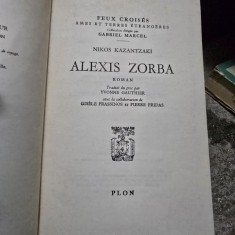 FEUX CROISÉS
AMES ET TERRES ÉTRANGÈRES
Collection dirigée par
GABRIEL MARCEL
NIKOS KAZANTZAKI
ALEXIS ZORBA
ROMAN
Traduit du grec par
YVONNE GAUTHIER
avec la collaboration de
GISÈLE PRASSINOS et PIERRE FRIDAS
PLON